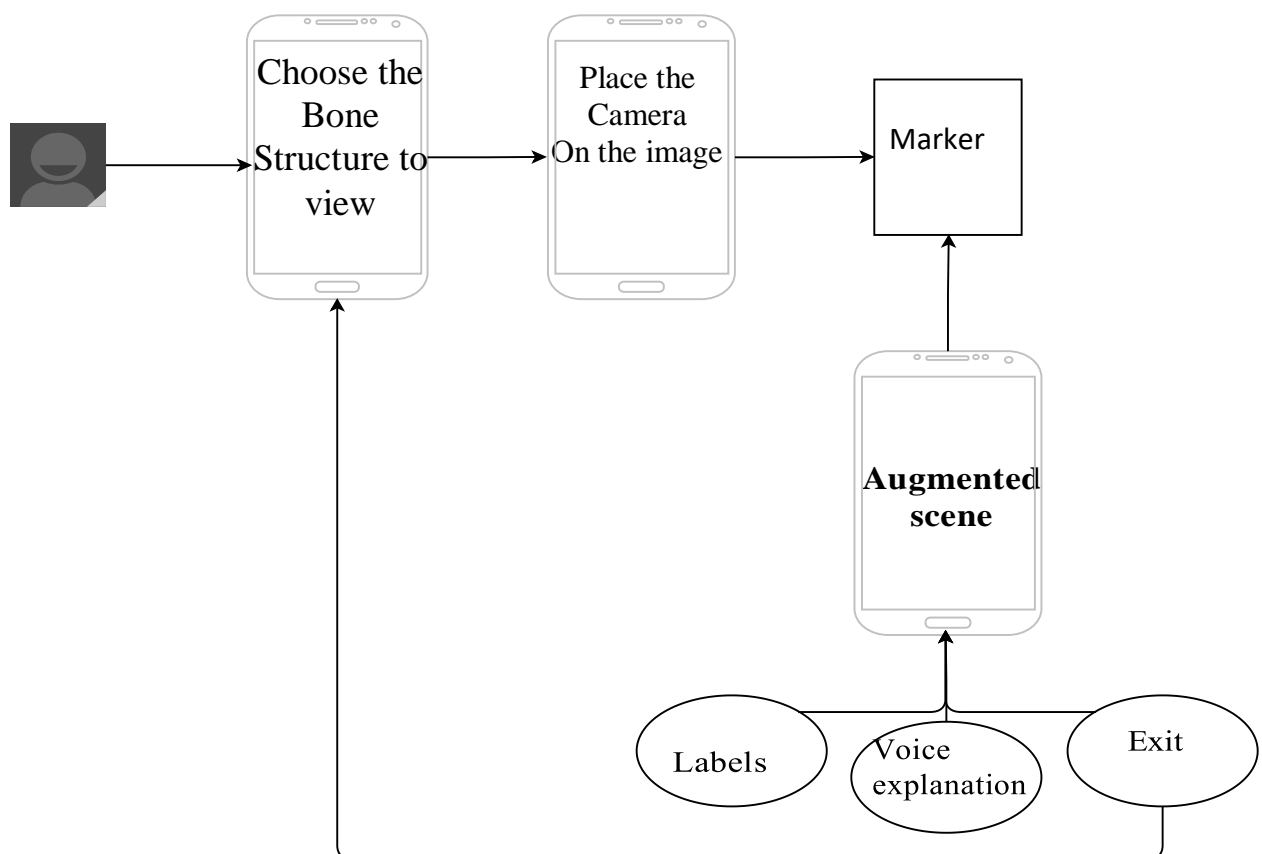 Choose the
Bone
Structure to
view
Place the
Camera
On the image
Marker
Augmented
scene
Labels
Voice
explanation
Exit